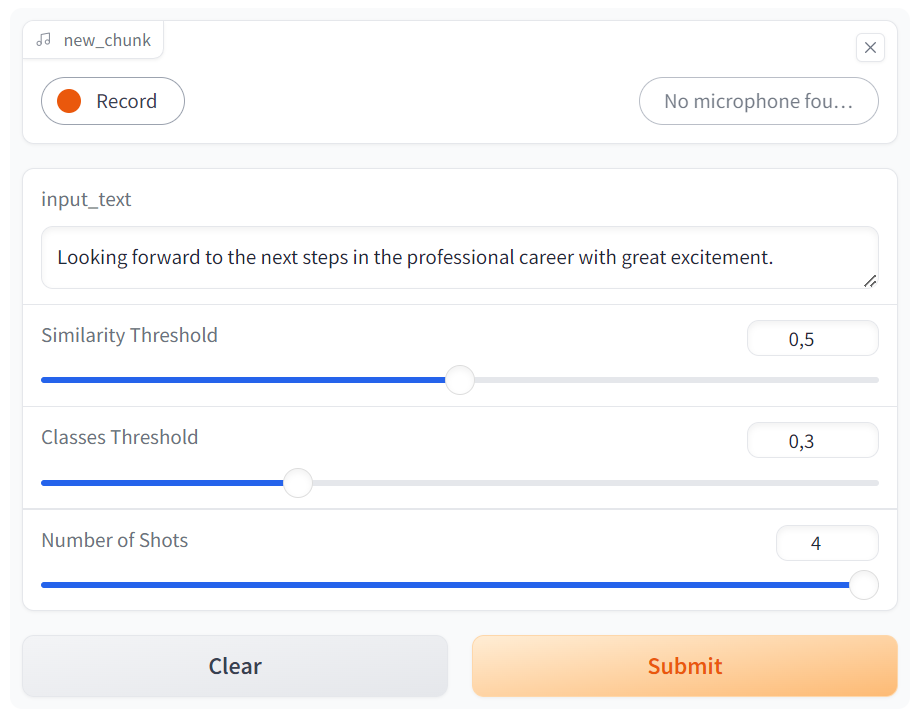 new_chunk
Record
No microphone fou…
input_text
Looking forward to the next steps in the professional career with great excitement.
Similarity Threshold
0,5
Classes Threshold
0,3
Number of Shots
4
Clear
Submit